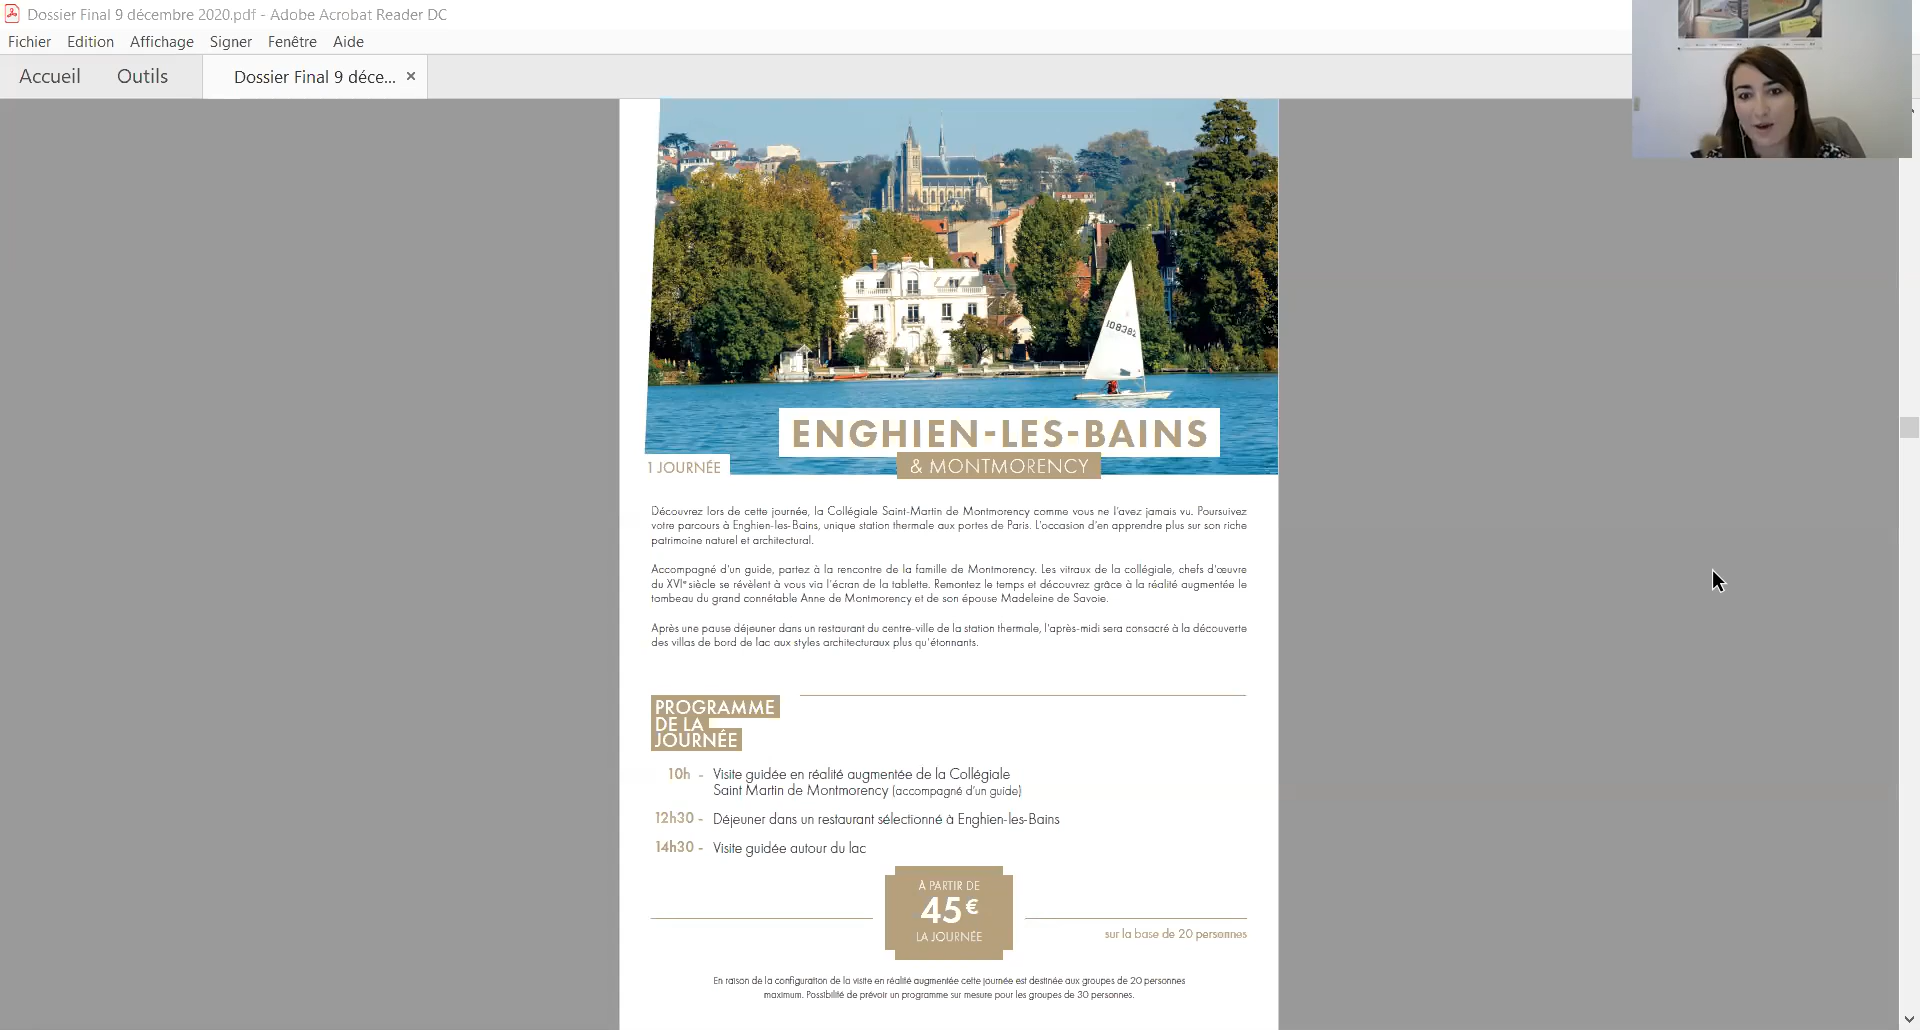 Dossier Final 9 décembre 2020.pdf - Adobe Acrobat Reader DC
Fichier Edition Affichage Signer Fenêtre Aide
Accueil Outils Dossier Final 9 déce... ×
108382
ENGHIEN-LES-BAINS
& MONTMORENCY
1 JOURNÉE
Découvrez lors de cette journée, la Collégiale Saint-Martin de Montmorency comme vous ne l'avez jamais vu. Poursuivez
votre parcours à Enghien-les-Bains, unique station thermale aux portes de Paris. L'occasion d'en apprendre plus sur son riche
patrimoine naturel et architectural.
Accompagné d'un guide, partez à la rencontre de la famille de Montmorency. Les vitraux de la collégiale, chefs d'œuvre
du XVIe siècle se révèlent à vous via l'écran de la tablette. Remontez le temps et découvrez grâce à la réalité augmentée le
tombeau du grand connétable Anne de Montmorency et de son épouse Madeleine de Savoie.
Après une pause déjeuner dans un restaurant du centre-ville de la station thermale, l'après-midi sera consacré à la découverte
des villas de bord de lac aux styles architecturaux plus qu'étonnants.
PROGRAMME
DE LA
JOURNÉE
10h - Visite guidée en réalité augmentée de la Collégiale
Saint Martin de Montmorency (accompagné d'un guide)
12h30 - Déjeuner dans un restaurant sélectionné à Enghien-les-Bains
14h30 - Visite guidée autour du lac
À PARTIR DE
45 €
LA JOURNÉE
sur la base de 20 personnes
En raison de la configuration de la visite en réalité augmentée cette journée est destinée aux groupes de 20 personnes
maximum. Possibilité de prévoir un programme sur mesure pour les groupes de 30 personnes.